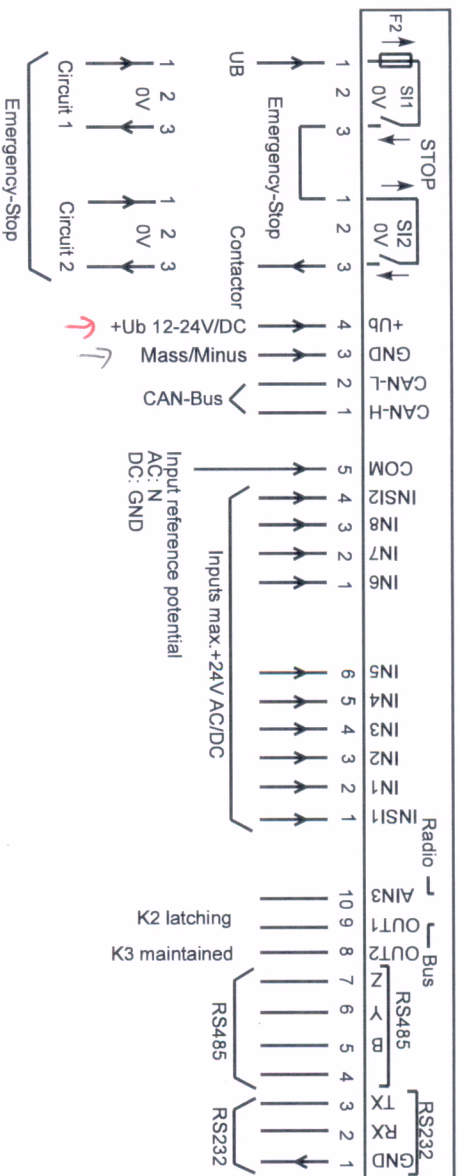 F2
SI1
0V
STOP
SI2
0V
1
2
3
1
2
3
UB
Emergency-Stop
Contactor
1
2
0V
3
Circuit 1
1
2
0V
3
Circuit 2
Emergency-Stop
+Ub
4
+Ub 12-24V/DC
GND
3
Mass/Minus
CAN-L
2
CAN-H
1
CAN-Bus
COM
5
INSI2
4
IN8
3
IN7
2
IN6
1
Input reference potential
AC: N
DC: GND
Inputs max.+24V AC/DC
IN5
6
IN4
5
IN3
4
IN2
3
IN1
2
INSI1
1
Radio
AIN3
10
OUT1
9
K2 latching
OUT2
8
K3 maintained
Bus
Z
7
Y
6
B
5
4
RS485
RS485
TX
3
RX
2
GND
1
RS232
RS232